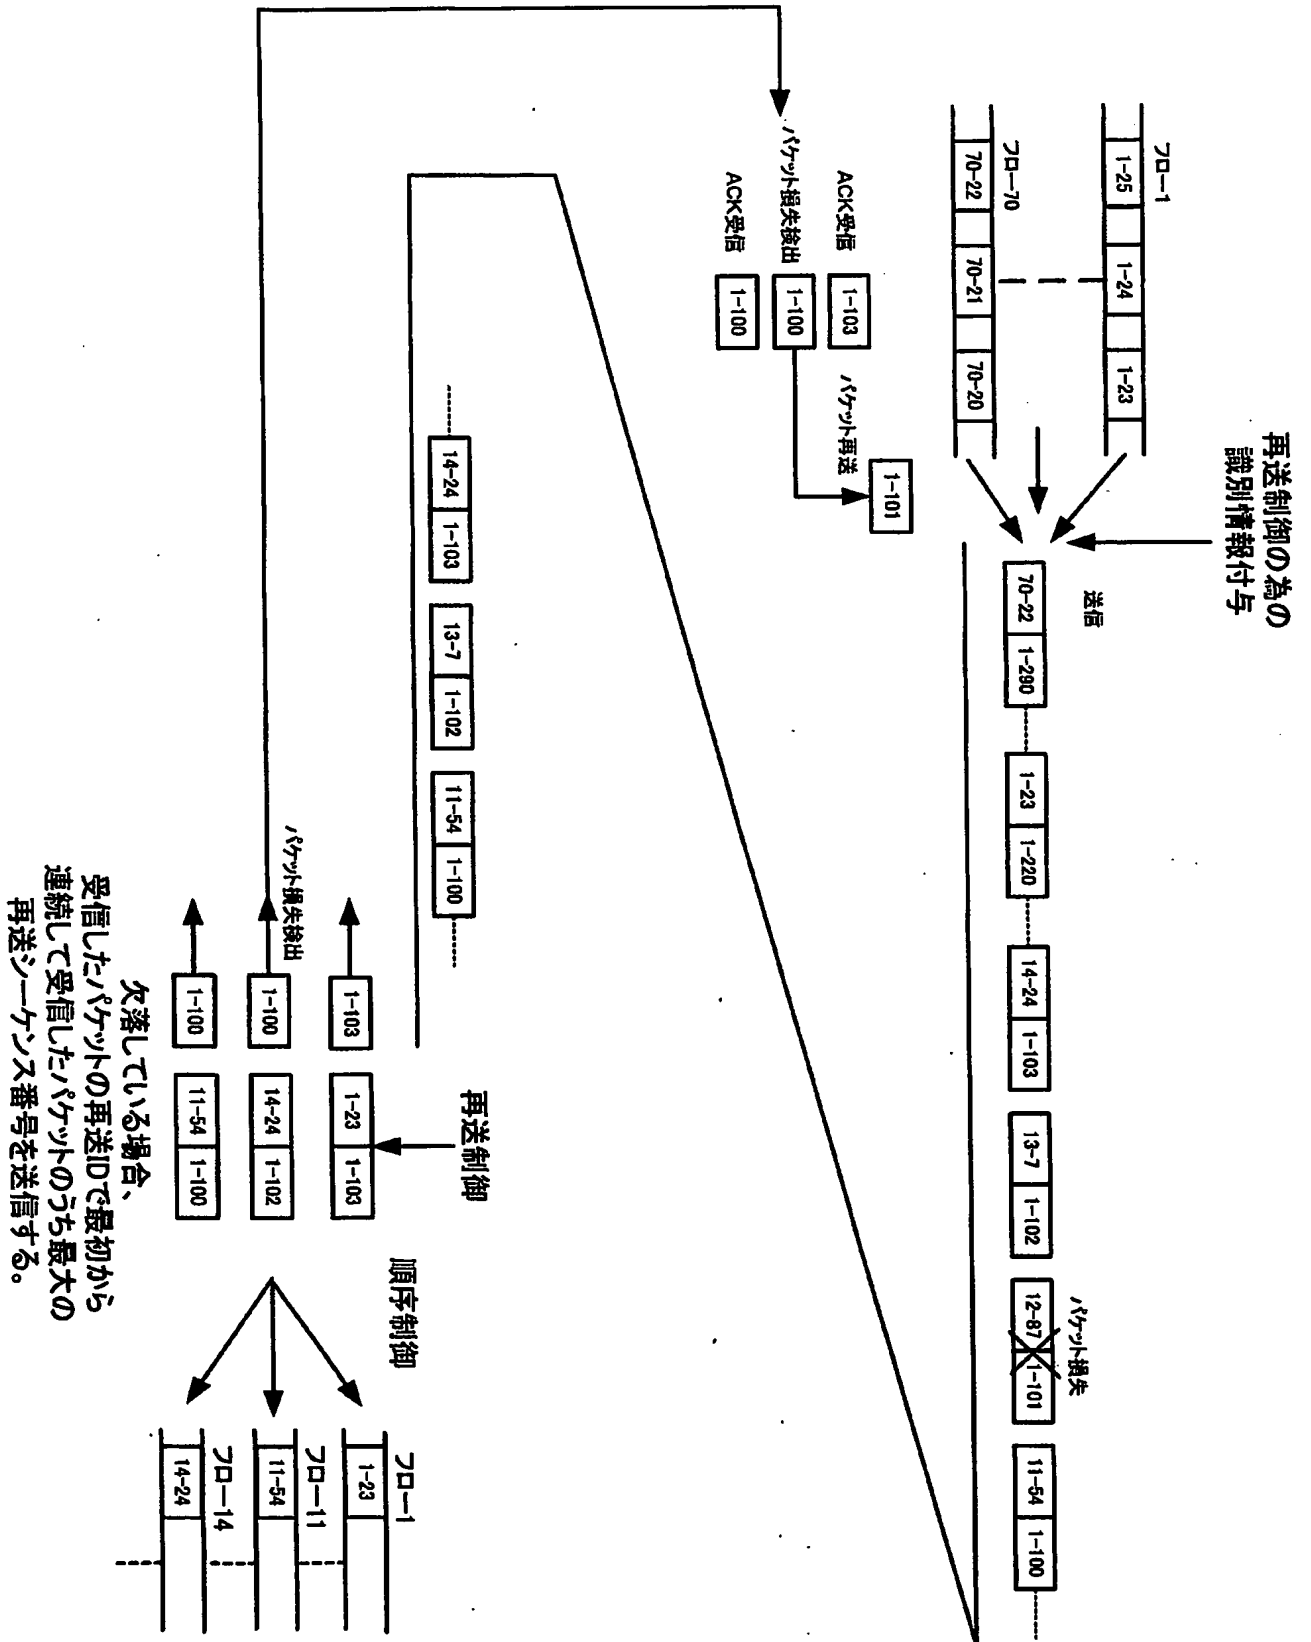 再送制御の為の
識別情報付与
フロー1
1-25
1-24
1-23
フロー70
70-22
70-21
70-20
送信
70-22
1-290
1-23
1-220
14-24
1-103
13-7
1-102
パケット損失
12-87
1-101
11-54
1-100
ACK受信
1-103
パケット損失検出
1-100
ACK受信
1-100
パケット再送
1-101
14-24
1-103
13-7
1-102
11-54
1-100
再送制御
1-103
1-23
1-103
パケット損失検出
1-100
14-24
1-102
1-100
11-54
1-100
順序制御
フロー1
1-23
フロー11
11-54
フロー14
14-24
欠落している場合、
受信したパケットの再送IDで最初から
連続して受信したパケットのうち最大の
再送シーケンス番号を送信する。